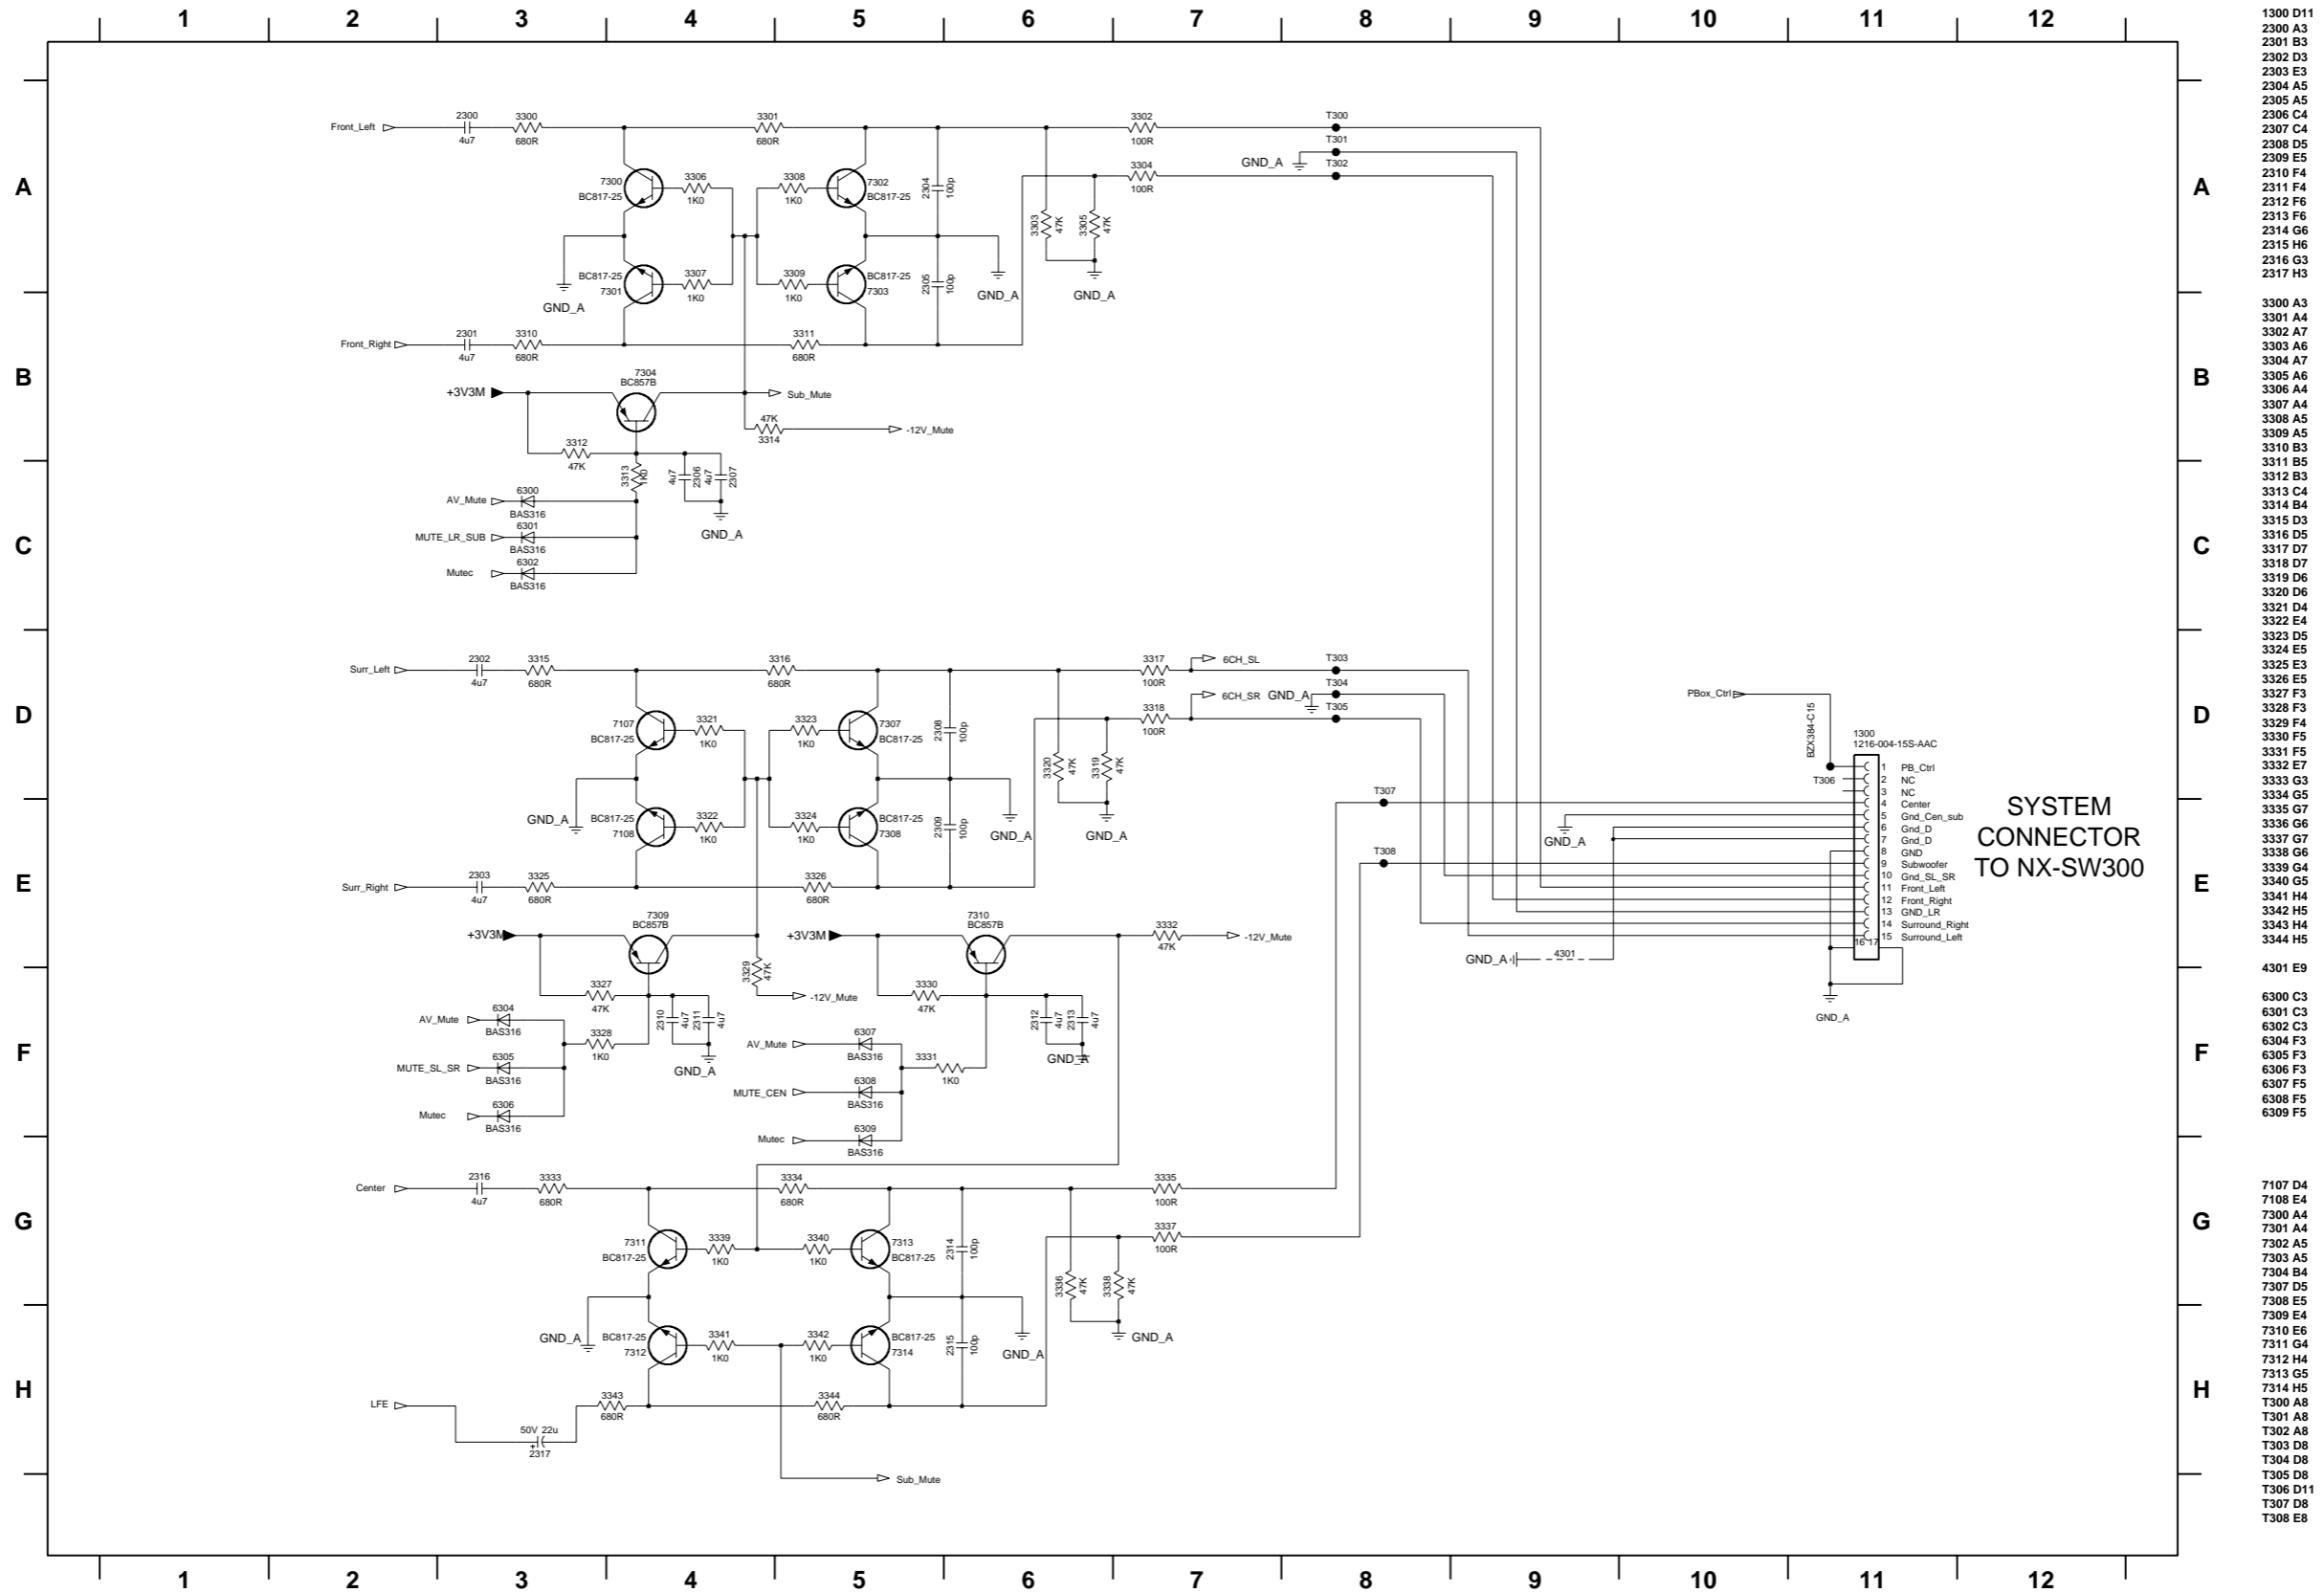 1 2 3 4 5 6 7 8 9 10 11 12
1300 D11
2300 A3
2301 B3
2302 D3
2303 E3
2304 A5
2305 A5
2306 C4
2307 C4
2308 D5
2309 E5
2310 F4
2311 F4
2312 F6
2313 F6
2314 G6
2315 H6
2316 G3
2317 H3
3300 A3
3301 A4
3302 A7
3303 A6
3304 A7
3305 A6
3306 A4
3307 A4
3308 A5
3309 A5
3310 B3
3311 B5
3312 B3
3313 C4
3314 B4
3315 D3
3316 D5
3317 D7
3318 D7
3319 D6
3320 D6
3321 D4
3322 E4
3323 D5
3324 E5
3325 E3
3326 E5
3327 F3
3328 F3
3329 F4
3330 F5
3331 F5
3332 E7
3333 G3
3334 G5
3335 G7
3336 G6
3337 G7
3338 G6
3339 G4
3340 G5
3341 H4
3342 H5
3343 H4
3344 H5
4301 E9
6300 C3
6301 C3
6302 C3
6304 F3
6305 F3
6306 F3
6307 F5
6308 F5
6309 F5
7107 D4
7108 E4
7300 A4
7301 A4
7302 A5
7303 A5
7304 B4
7307 D5
7308 E5
7309 E4
7310 E6
7311 G4
7312 H4
7313 G5
7314 H5
T300 A8
T301 A8
T302 A8
T303 D8
T304 D8
T305 D8
T306 D11
T307 D8
T308 E8
A A
Front_Left 2300 4u7 3300 680R 3301 680R 3302 100R T300
GND_A T301
3304 100R T302
7300 BC817-25 3306 1K0 3308 1K0 7302 BC817-25 2304 100p
3303 47K 3305 47K
BC817-25 7301 3307 1K0 3309 1K0 BC817-25 7303 2305 100p
GND_A GND_A GND_A
B B
Front_Right 2301 4u7 3310 680R 3311 680R
+3V3M 7304 BC857B Sub_Mute
47K 3314 -12V_Mute
3312 47K 3313 1K0 4u7 2306 4u7 2307
C C
AV_Mute 6300 BAS316
MUTE_LR_SUB 6301 BAS316 GND_A
Mutec 6302 BAS316
D D
Surr_Left 2302 4u7 3315 680R 3316 680R 3317 100R 6CH_SL T303
6CH_SR GND_A T304
3318 100R T305
7107 BC817-25 3321 1K0 3323 1K0 7307 BC817-25 2308 100p
3320 47K 3319 47K
PBox_Ctrl BZX384-C15 T306
1300
1216-004-15S-AAC
1 PB_Ctrl
2 NC
3 NC
4 Center
5 Gnd_Cen_sub
6 Gnd_D
7 Gnd_D
8 GND
9 Subwoofer
10 Gnd_SL_SR
11 Front_Left
12 Front_Right
13 GND_LR
14 Surround_Right
15 Surround_Left
16 17
SYSTEM
CONNECTOR
TO NX-SW300
T307
GND_A BC817-25 7108 3322 1K0 3324 1K0 BC817-25 7308 2309 100p GND_A GND_A GND_A
T308
E E
Surr_Right 2303 4u7 3325 680R 3326 680R
+3V3M 7309 BC857B +3V3M 7310 BC857B 3332 47K -12V_Mute
GND_A 4301
GND_A
3329 47K -12V_Mute
3327 47K 3330 47K
2310 4u7 2311 4u7 2312 4u7 2313 4u7
F F
AV_Mute 6304 BAS316
3328 1K0
AV_Mute 6307 BAS316 3331 1K0 GND_A
MUTE_SL_SR 6305 BAS316 GND_A
MUTE_CEN 6308 BAS316
Mutec 6306 BAS316
Mutec 6309 BAS316
G G
Center 2316 4u7 3333 680R 3334 680R 3335 100R
3337 100R
7311 BC817-25 3339 1K0 3340 1K0 7313 BC817-25 2314 100p
3336 47K 3338 47K
GND_A BC817-25 7312 3341 1K0 3342 1K0 BC817-25 7314 2315 100p GND_A GND_A
H H
LFE 3343 680R 3344 680R
50V 22u
+
2317
Sub_Mute
1 2 3 4 5 6 7 8 9 10 11 12